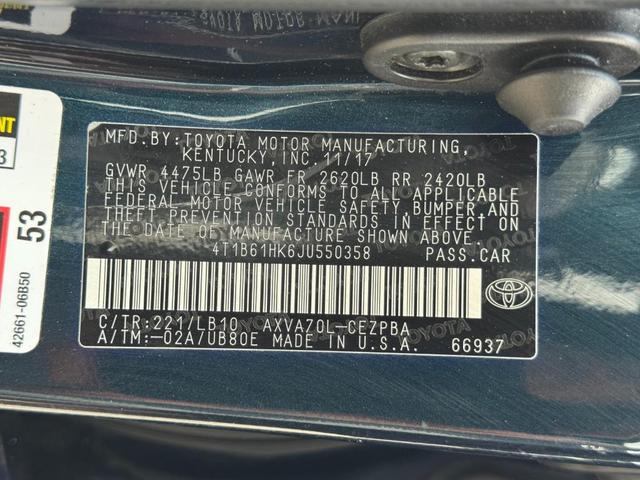 MFD. BY: TOYOTA MOTOR MANUFACTURING,
KENTUCKY, INC. 11/17
GVWR 4475LB GAWR FR 2620LB RR 2420LB
THIS VEHICLE CONFORMS TO ALL APPLICABLE
FEDERAL MOTOR VEHICLE SAFETY, BUMPER, AND
THEFT PREVENTION STANDARDS IN EFFECT ON
THE DATE OF MANUFACTURE SHOWN ABOVE.
4T1B61HK6JU550358 PASS. CAR
C/TR: 221/LB10 AXVA70L-CEZPBA
A/TM: -02A/UB80E MADE IN U.S.A. 66937
53
42661-06B50